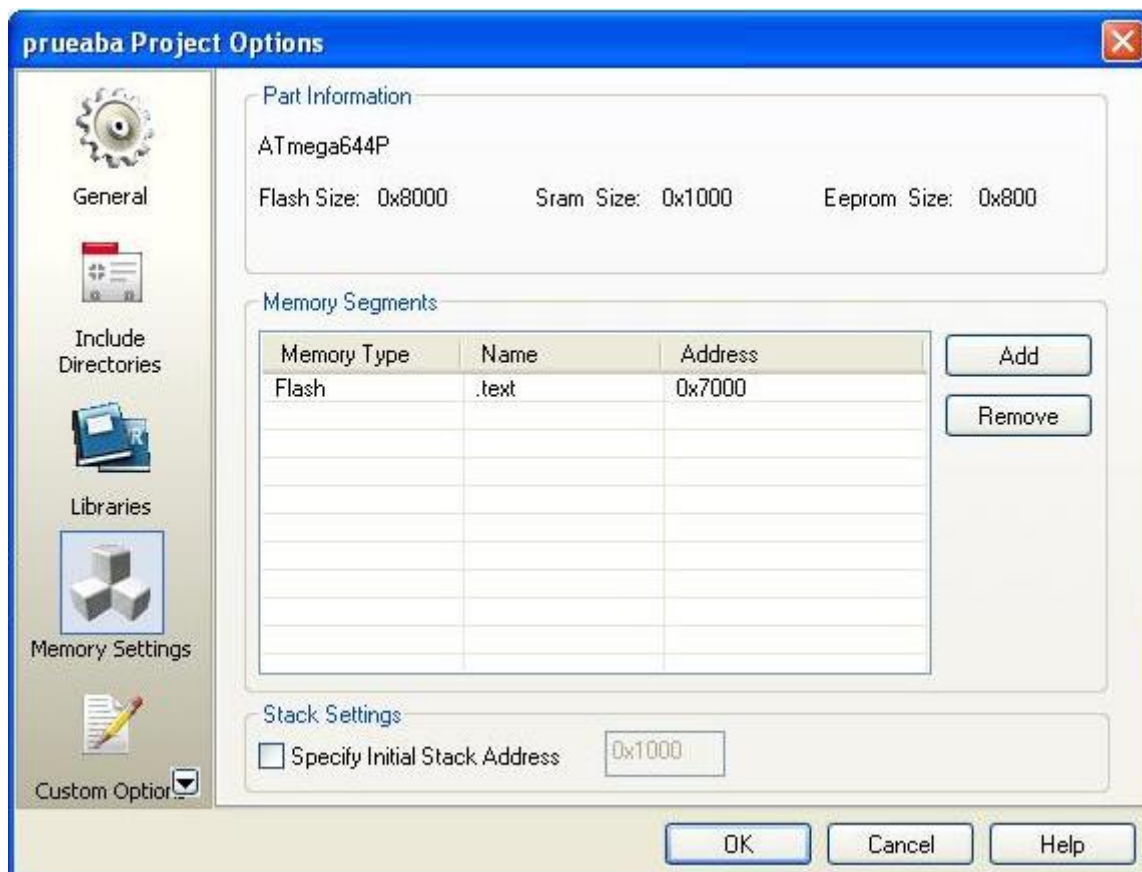 prueaba Project Options
General
Include
Directories
Libraries
Memory Settings
Custom Option
Part Information
ATmega644P
Flash Size: 0x8000 Sram Size: 0x1000 Eeprom Size: 0x800
Memory Segments
Memory Type Name Address
Flash .text 0x7000
Add
Remove
Stack Settings
Specify Initial Stack Address 0x1000
OK Cancel Help